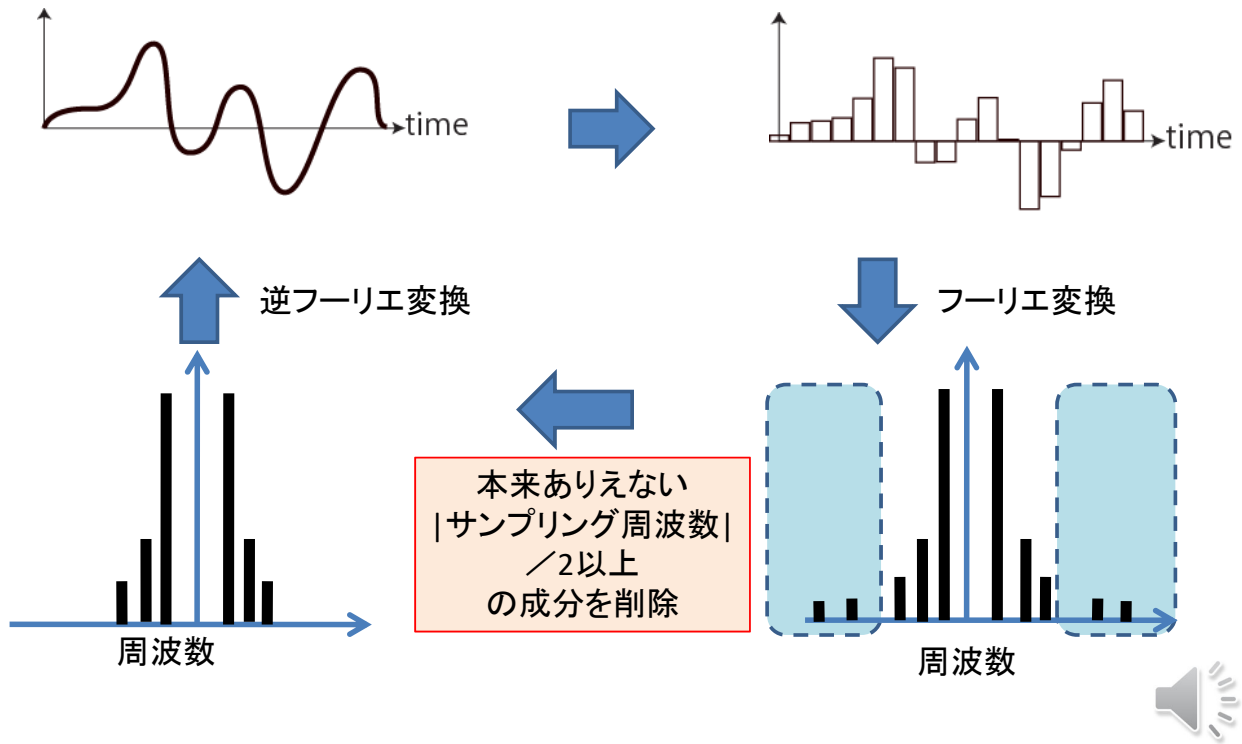 time
time
逆フーリエ変換
フーリエ変換
本来ありえない
|サンプリング周波数|
／2以上
の成分を削除
周波数
周波数